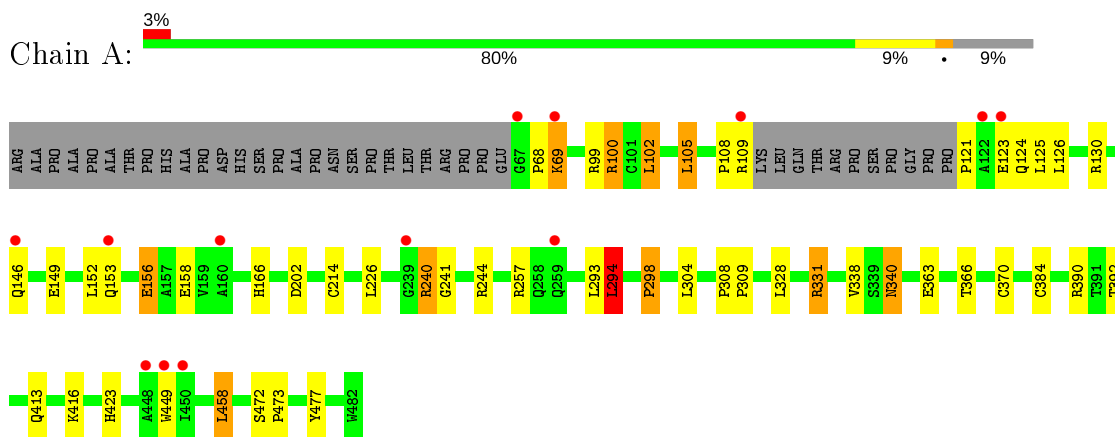 3%
Chain A:
80% 9% • 9%
ARG ALA PRO ALA PRO ALA THR PRO HIS ALA PRO ASP HIS SER PRO ALA PRO ASN SER PRO THR LEU THR ARG PRO PRO GLU G67 P68 K69 R99 R100 C101 L102 L105 P108 R109 LYS LEU GLN THR ARG PRO SER PRO GLY PRO PRO P121 A122 E123 Q124 L125 L126 R130
Q146 E149 L152 Q153 E156 A157 E158 V159 A160 H166 D202 C214 L226 G239 R240 G241 R244 R257 Q258 Q259 L293 L294 P298 L304 P308 P309 L328 R331 V338 S339 N340 E363 T366 C370 C384 R390 T391 T392
Q413 K416 H423 A448 W449 I450 L458 S472 P473 Y477 W482